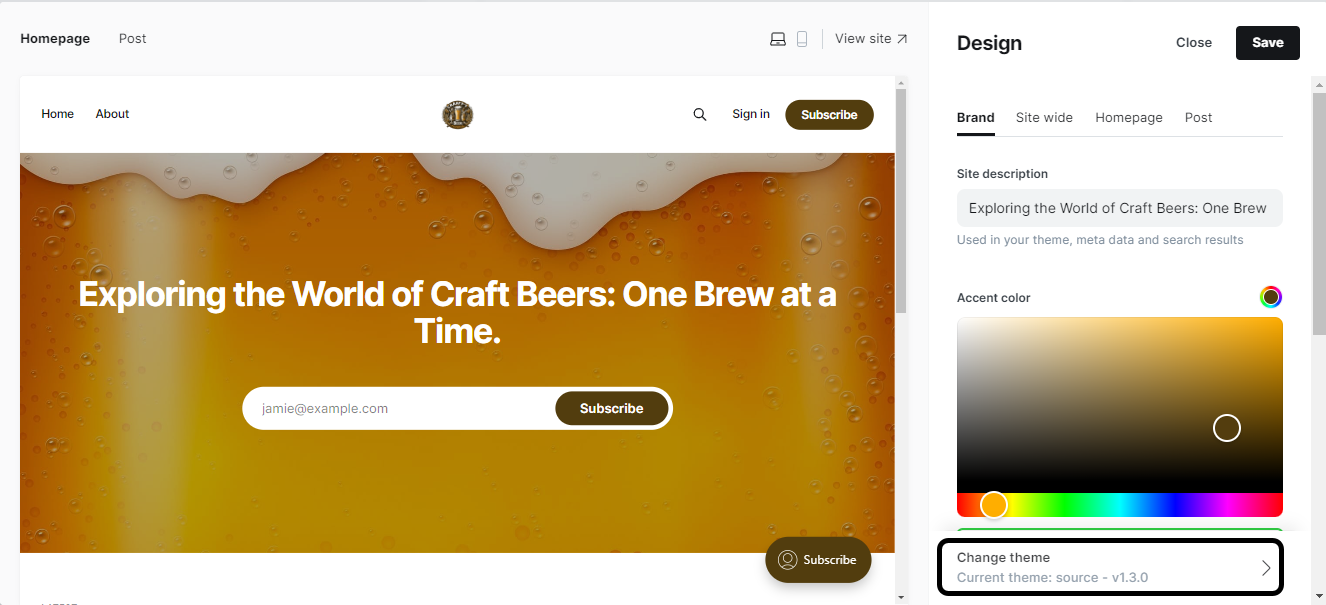 Homepage
Post
View site
Home
About
Sign in
Subscribe
Exploring the World of Craft Beers: One Brew at a
Time.
jamie@example.com
Subscribe
Subscribe
Design
Close
Save
Brand
Site wide
Homepage
Post
Site description
Exploring the World of Craft Beers: One Brew
Used in your theme, meta data and search results
Accent color
Change theme
Current theme: source - v1.3.0